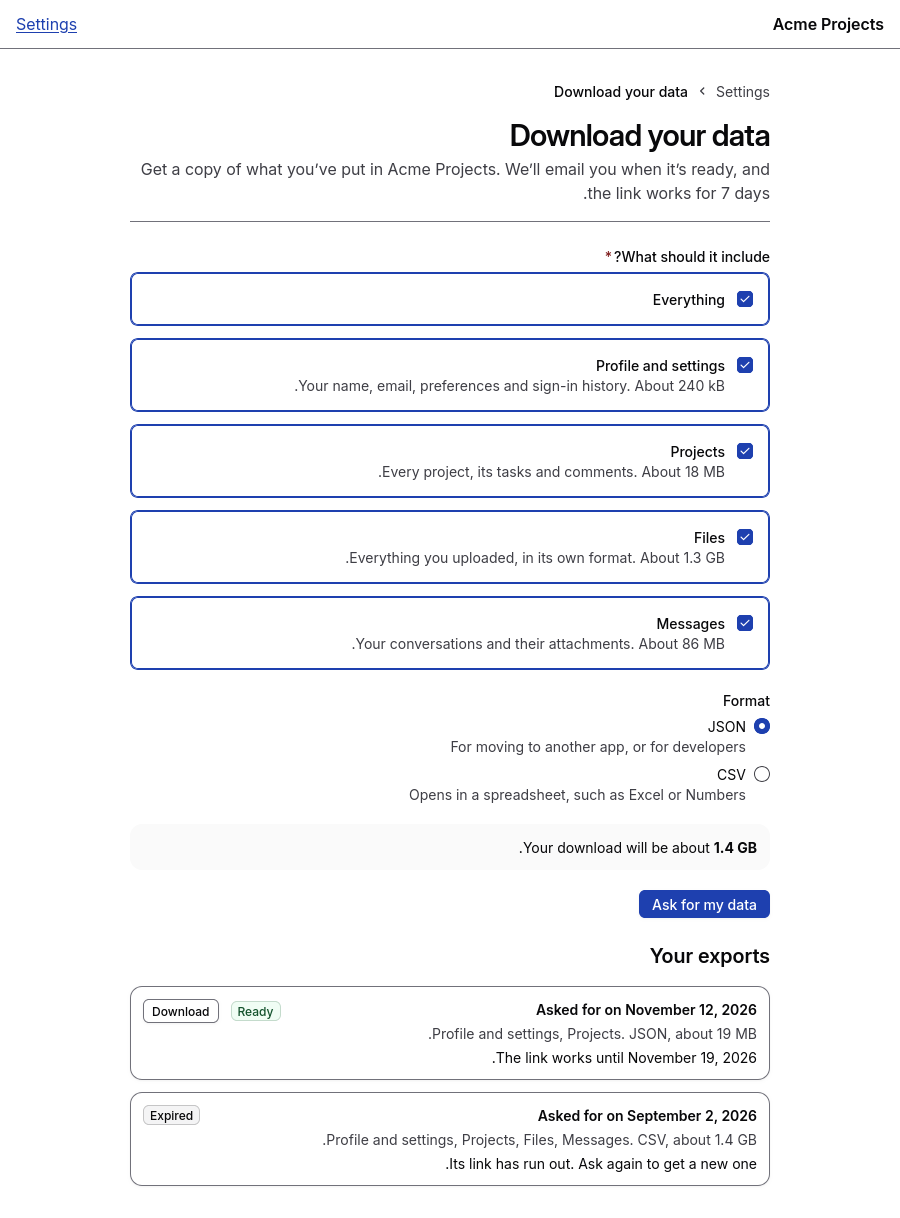 Acme Projects
Settings
Settings
Download your data
Download your data
Get a copy of what you’ve put in Acme Projects. We’ll email you when it’s ready, and
the link works for 7 days.
What should it include? *
Everything
Profile and settings
Your name, email, preferences and sign-in history. About 240 kB.
Projects
Every project, its tasks and comments. About 18 MB.
Files
Everything you uploaded, in its own format. About 1.3 GB.
Messages
Your conversations and their attachments. About 86 MB.
Format
JSON
For moving to another app, or for developers
CSV
Opens in a spreadsheet, such as Excel or Numbers
Your download will be about 1.4 GB.
Ask for my data
Your exports
Asked for on November 12, 2026
Profile and settings, Projects. JSON, about 19 MB.
The link works until November 19, 2026.
Ready
Download
Asked for on September 2, 2026
Profile and settings, Projects, Files, Messages. CSV, about 1.4 GB.
Its link has run out. Ask again to get a new one.
Expired